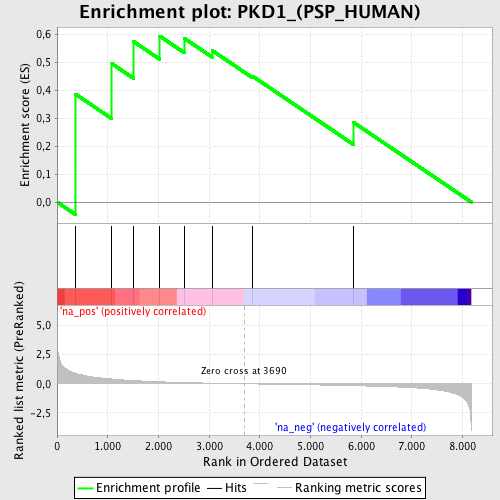 Enrichment plot: PKD1_(PSP_HUMAN)
Enrichment score (ES)
0,6
0,5
0,4
0,3
0,2
0,1
0,0
'na_pos' (positively correlated)
Ranked list metric (PreRanked)
5,0
2,5
0,0
-2,5
Zero cross at 3690
'na_neg' (negatively correlated)
0 1.000 2.000 3.000 4.000 5.000 6.000 7.000 8.000
Rank in Ordered Dataset
Enrichment profile Hits Ranking metric scores